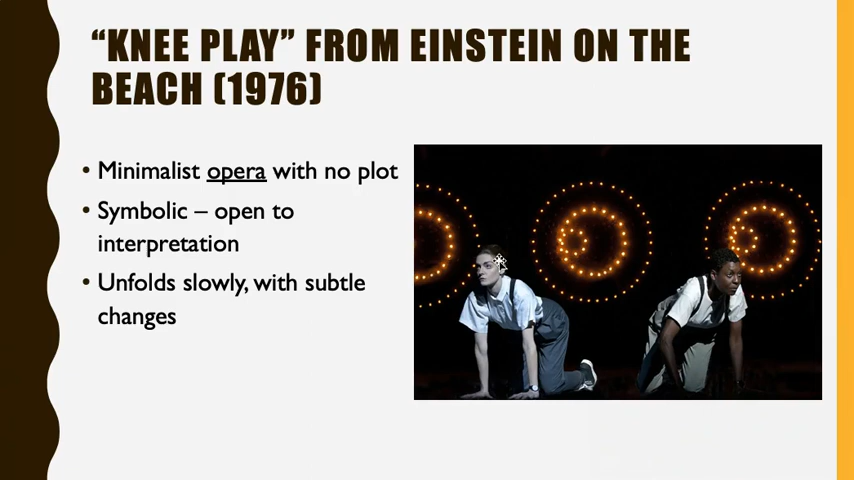 “KNEE PLAY” FROM EINSTEIN ON THE
BEACH (1976)
• Minimalist opera with no plot
• Symbolic – open to
interpretation
• Unfolds slowly, with subtle
changes